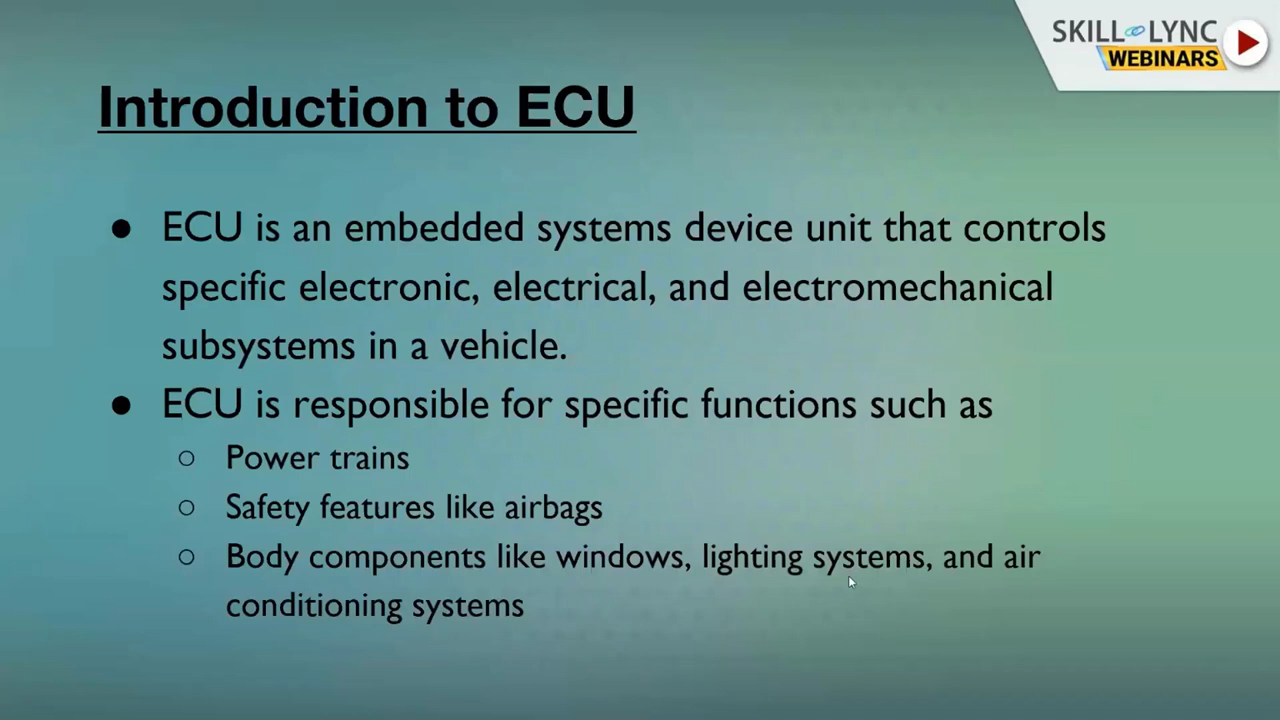 SKILL LYNC
WEBINARS
Introduction to ECU
● ECU is an embedded systems device unit that controls
specific electronic, electrical, and electromechanical
subsystems in a vehicle.
● ECU is responsible for specific functions such as
○ Power trains
○ Safety features like airbags
○ Body components like windows, lighting systems, and air
conditioning systems